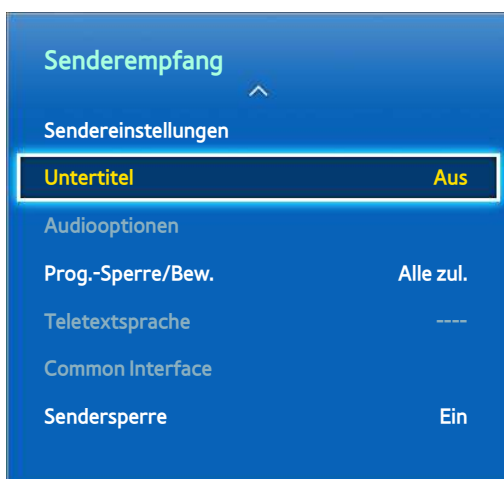 Senderempfang
Sendereinstellungen
Untertitel Aus
Audiooptionen
Prog.-Sperre/Bew. Alle zul.
Teletextsprache ----
Common Interface
Sendersperre Ein